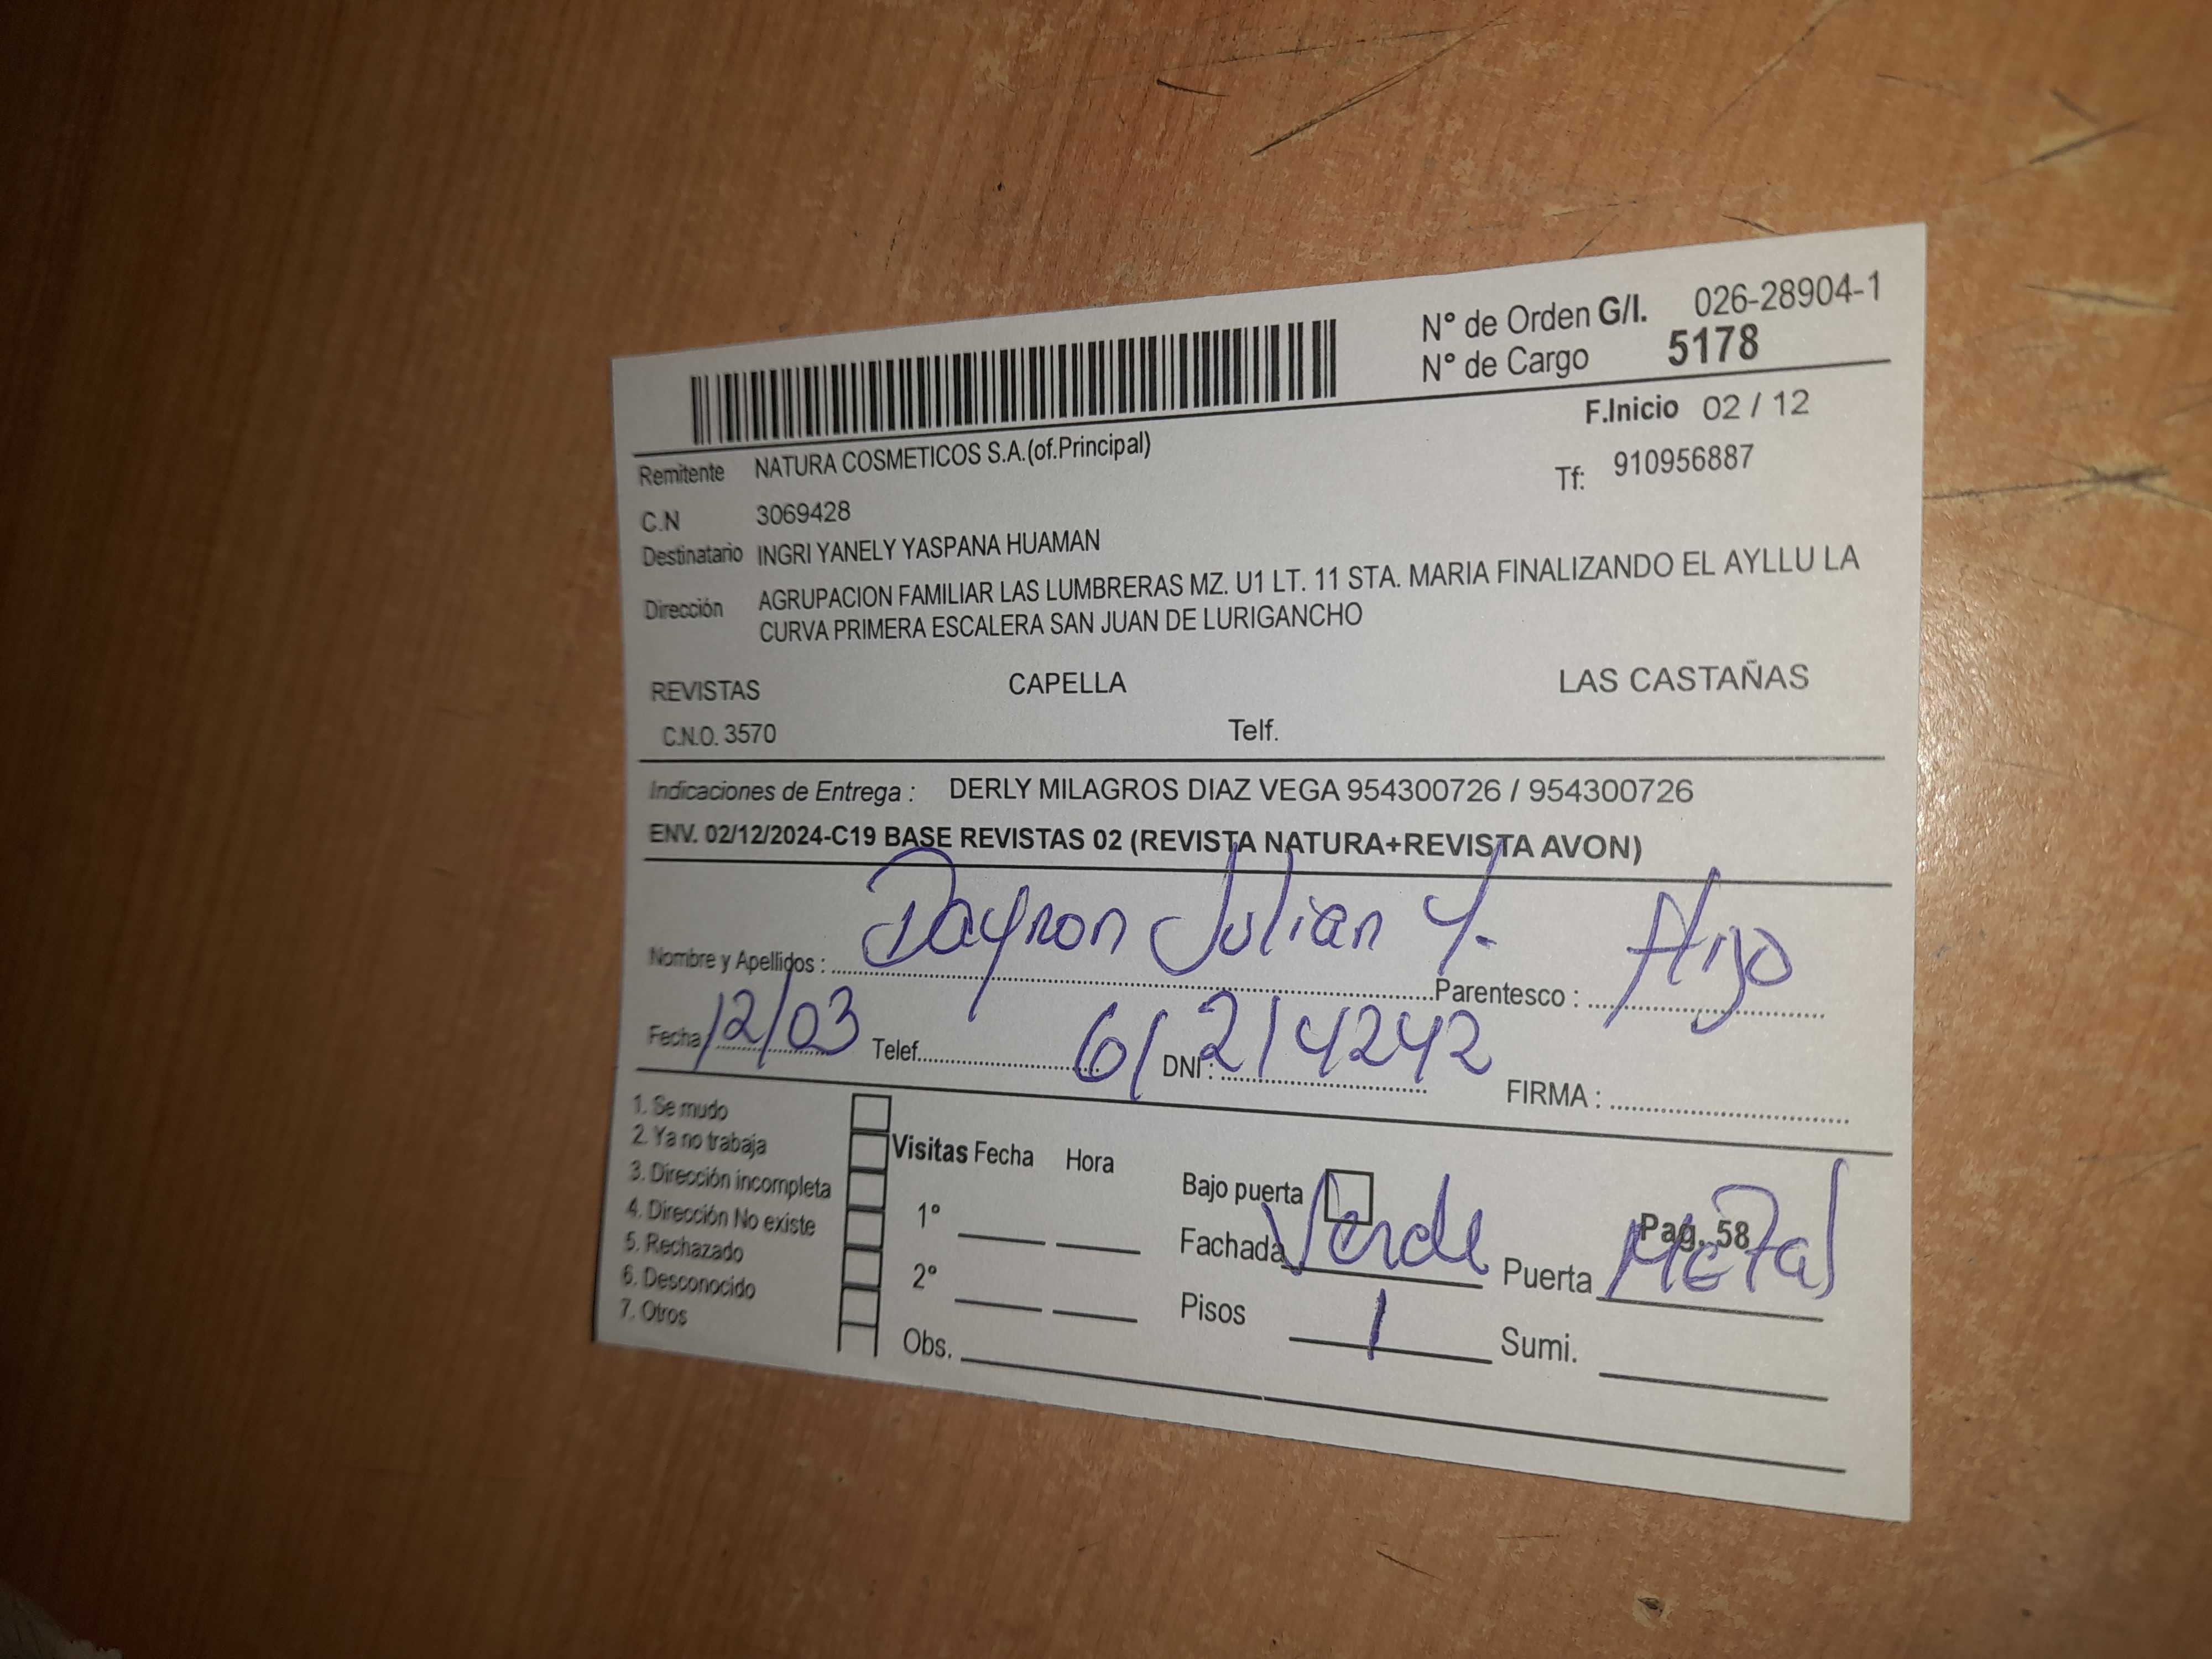 N° de Orden G/I. 026-28904-1
N° de Cargo 5178
F.Inicio 02 / 12
Remitente NATURA COSMETICOS S.A.(of.Principal)
Tf: 910956887
C.N 3069428
Destinatario INGRI YANELY YASPANA HUAMAN
Dirección AGRUPACION FAMILIAR LAS LUMBRERAS MZ. U1 LT. 11 STA. MARIA FINALIZANDO EL AYLLU LA
CURVA PRIMERA ESCALERA SAN JUAN DE LURIGANCHO
REVISTAS CAPELLA LAS CASTAÑAS
C.N.O. 3570 Telf.
Indicaciones de Entrega : DERLY MILAGROS DIAZ VEGA 954300726 / 954300726
ENV. 02/12/2024-C19 BASE REVISTAS 02 (REVISTA NATURA+REVISTA AVON)
Nombre y Apellidos : Dayron Julian Y. Parentesco : Hijo
Fecha 12/03 Telef. DNI : 61214242 FIRMA :
1. Se mudo
2. Ya no trabaja
3. Dirección incompleta
4. Dirección No existe
5. Rechazado
6. Desconocido
7. Otros
Visitas Fecha Hora
1°
2°
Obs.
Bajo puerta
Pag. 58
Fachada Verde Puerta Metal
Pisos 1 Sumi.